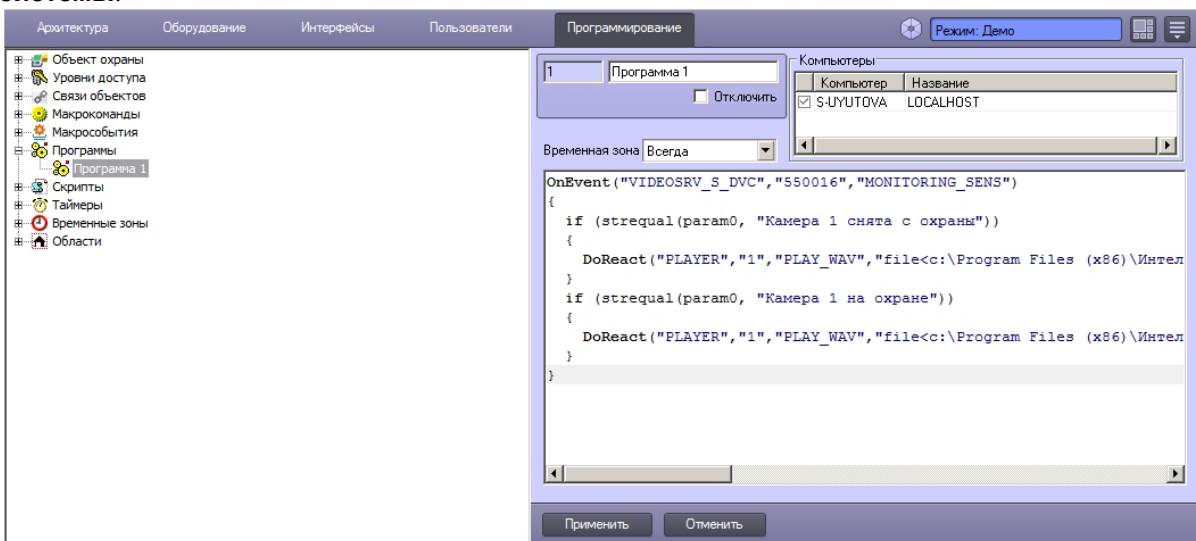 Архитектура Оборудование Интерфейсы Пользователи Программирование Режим: Демо
Объект охраны
Уровни доступа
Связи объектов
Макрокоманды
Макрособытия
Программы
Программа 1
Скрипты
Таймеры
Временные зоны
Области
1 Программа 1
Отключить
Временная зона Всегда
Компьютеры
Компьютер Название
S-UYUTOVA LOCALHOST
OnEvent("VIDEOSRV_S_DVC","550016","MONITORING_SENS")
{
if (strequal(param0, "Камера 1 снята с охраны"))
{
DoReact("PLAYER","1","PLAY_WAV","file<c:\Program Files (x86)\Интел
}
if (strequal(param0, "Камера 1 на охране"))
{
DoReact("PLAYER","1","PLAY_WAV","file<c:\Program Files (x86)\Интел
}
}
Применить Отменить